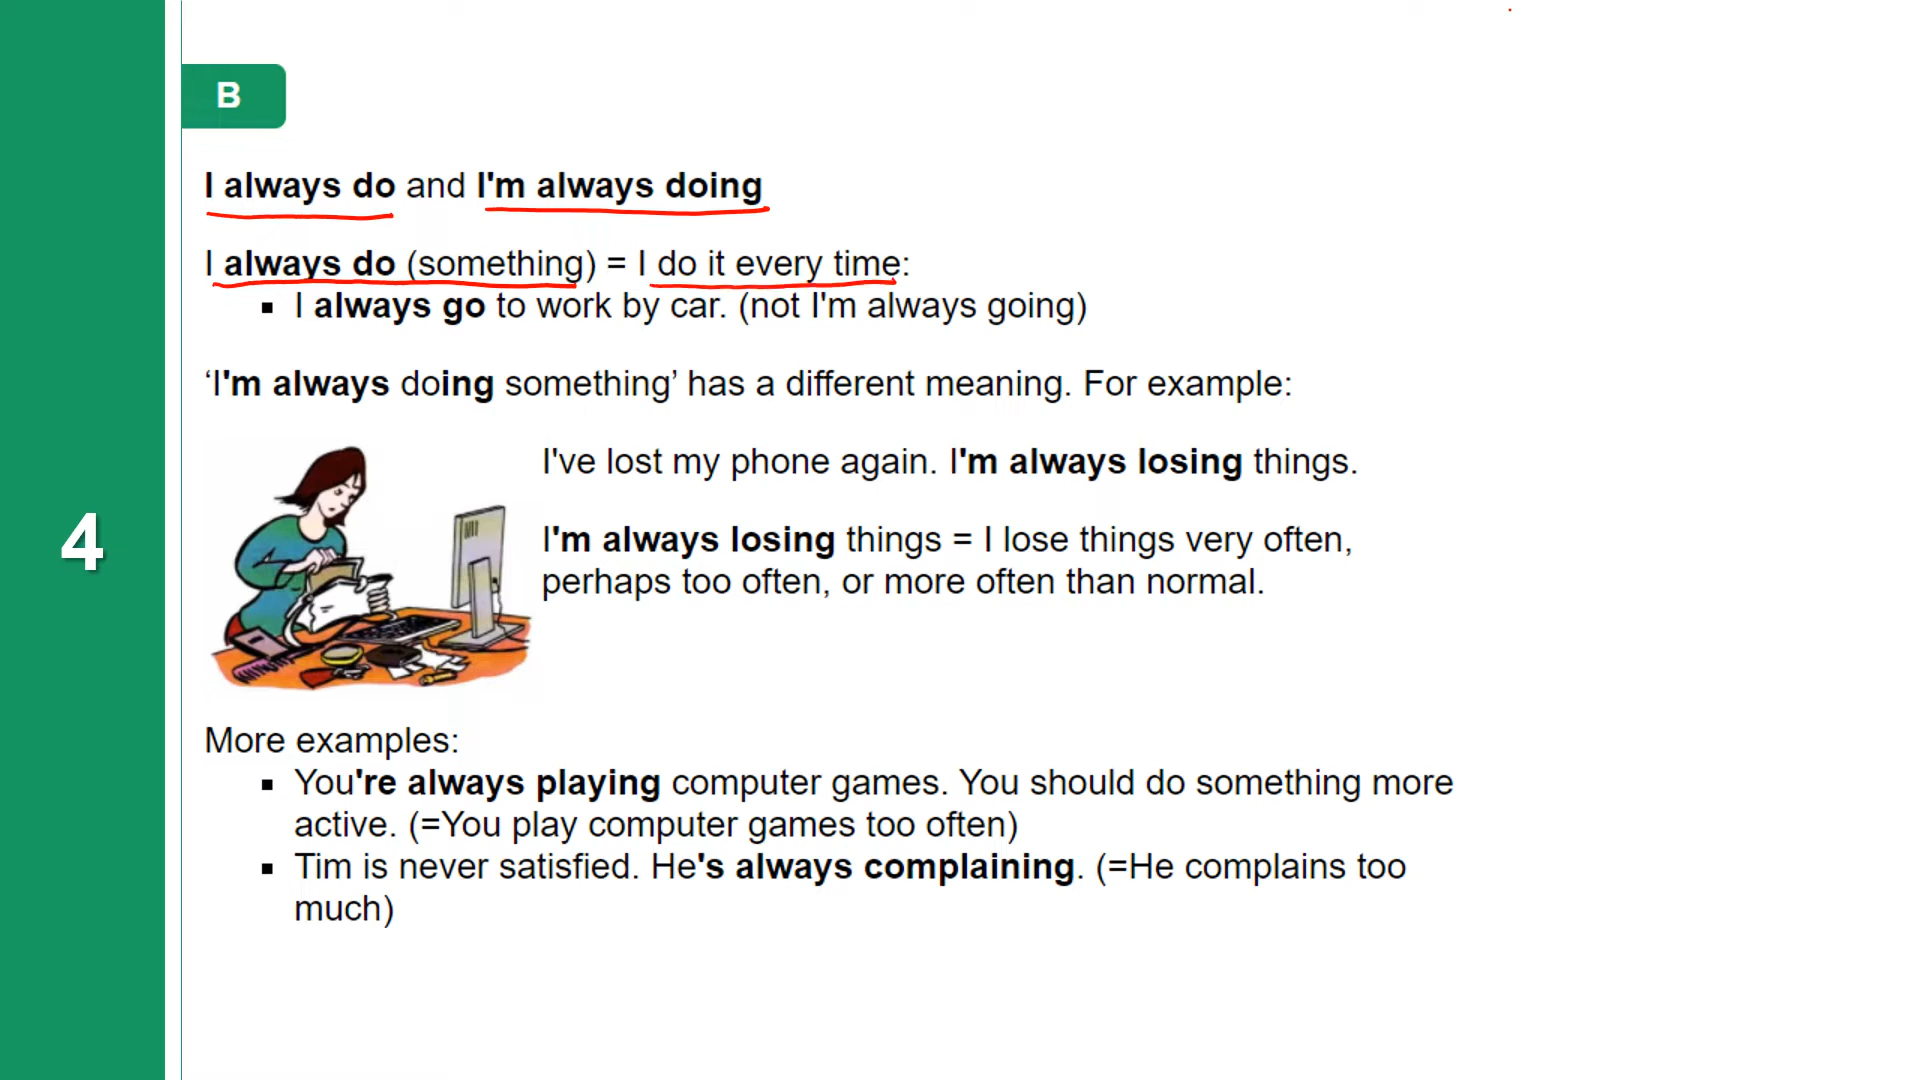 B
I always do and I'm always doing
I always do (something) = I do it every time:
▪ I always go to work by car. (not I'm always going)
‘I'm always doing something’ has a different meaning. For example:
I've lost my phone again. I'm always losing things.
I'm always losing things = I lose things very often,
perhaps too often, or more often than normal.
4
More examples:
▪ You're always playing computer games. You should do something more
active. (=You play computer games too often)
▪ Tim is never satisfied. He's always complaining. (=He complains too
much)